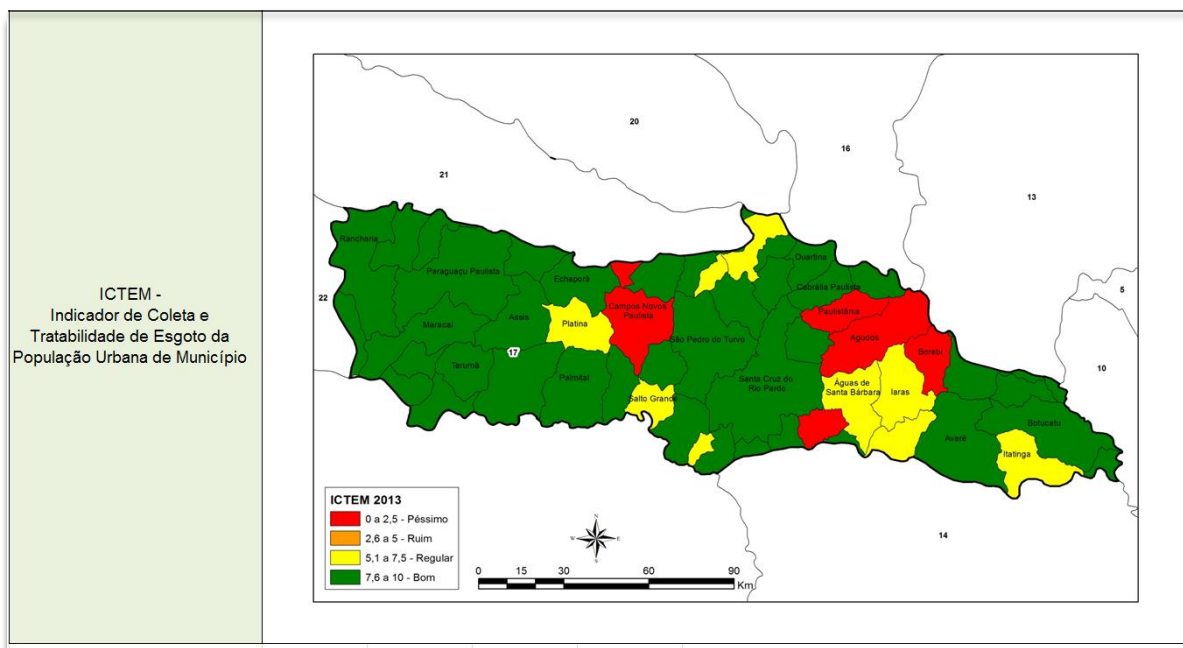 ICTEM -
Indicador de Coleta e
Tratabilidade de Esgoto da
População Urbana de Município
20
16
21
13
5
22
10
14
17
Rancharia
Paraguaçu Paulista
Echaporã
Duartina
Cabrália Paulista
Campos Novos
Paulista
Paulistânia
Maracaí
Assis
Platina
São Pedro do Turvo
Agudos
Borebi
Tarumã
Palmital
Santa Cruz do
Rio Pardo
Águas de
Santa Bárbara
Iaras
Salto Grande
Avaré
Botucatu
Itatinga
ICTEM 2013
0 a 2,5 - Péssimo
2,6 a 5 - Ruim
5,1 a 7,5 - Regular
7,6 a 10 - Bom
N
W
E
S
0 15 30 60 90
Km